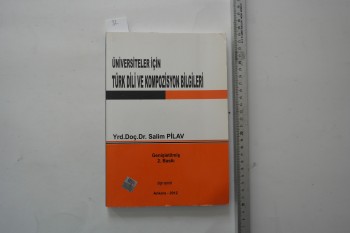 ÜNİVERSİTELER İÇİN
TÜRK DİLİ VE KOMPOZİSYON BİLGİLERİ
Yrd.Doç.Dr. Salim PİLAV
Genişletilmiş
2. Baskı